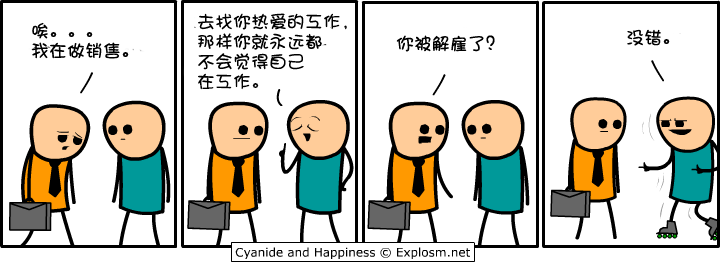 唉。。。
我在做销售。
去找你热爱的互作，
那样你就永远都
不会觉得自己
在互作。
你被解雇了?
没错。
Cyanide and Happiness © Explosm.net